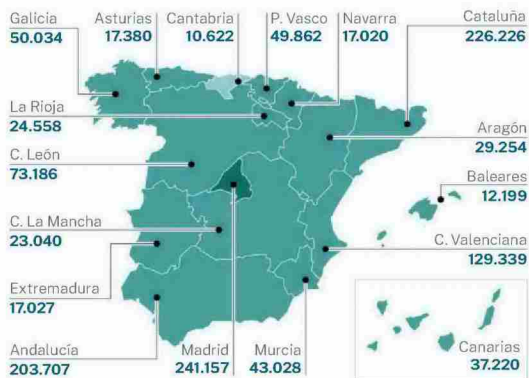 Galicia
50.034
Asturias
17.380
Cantabria
10.622
P. Vasco
49.862
Navarra
17.020
Cataluña
226.226
La Rioja
24.558
Aragón
29.254
C. León
73.186
Baleares
12.199
C. La Mancha
23.040
C. Valenciana
129.339
Extremadura
17.027
Andalucía
203.707
Madrid
241.157
Murcia
43.028
Canarias
37.220